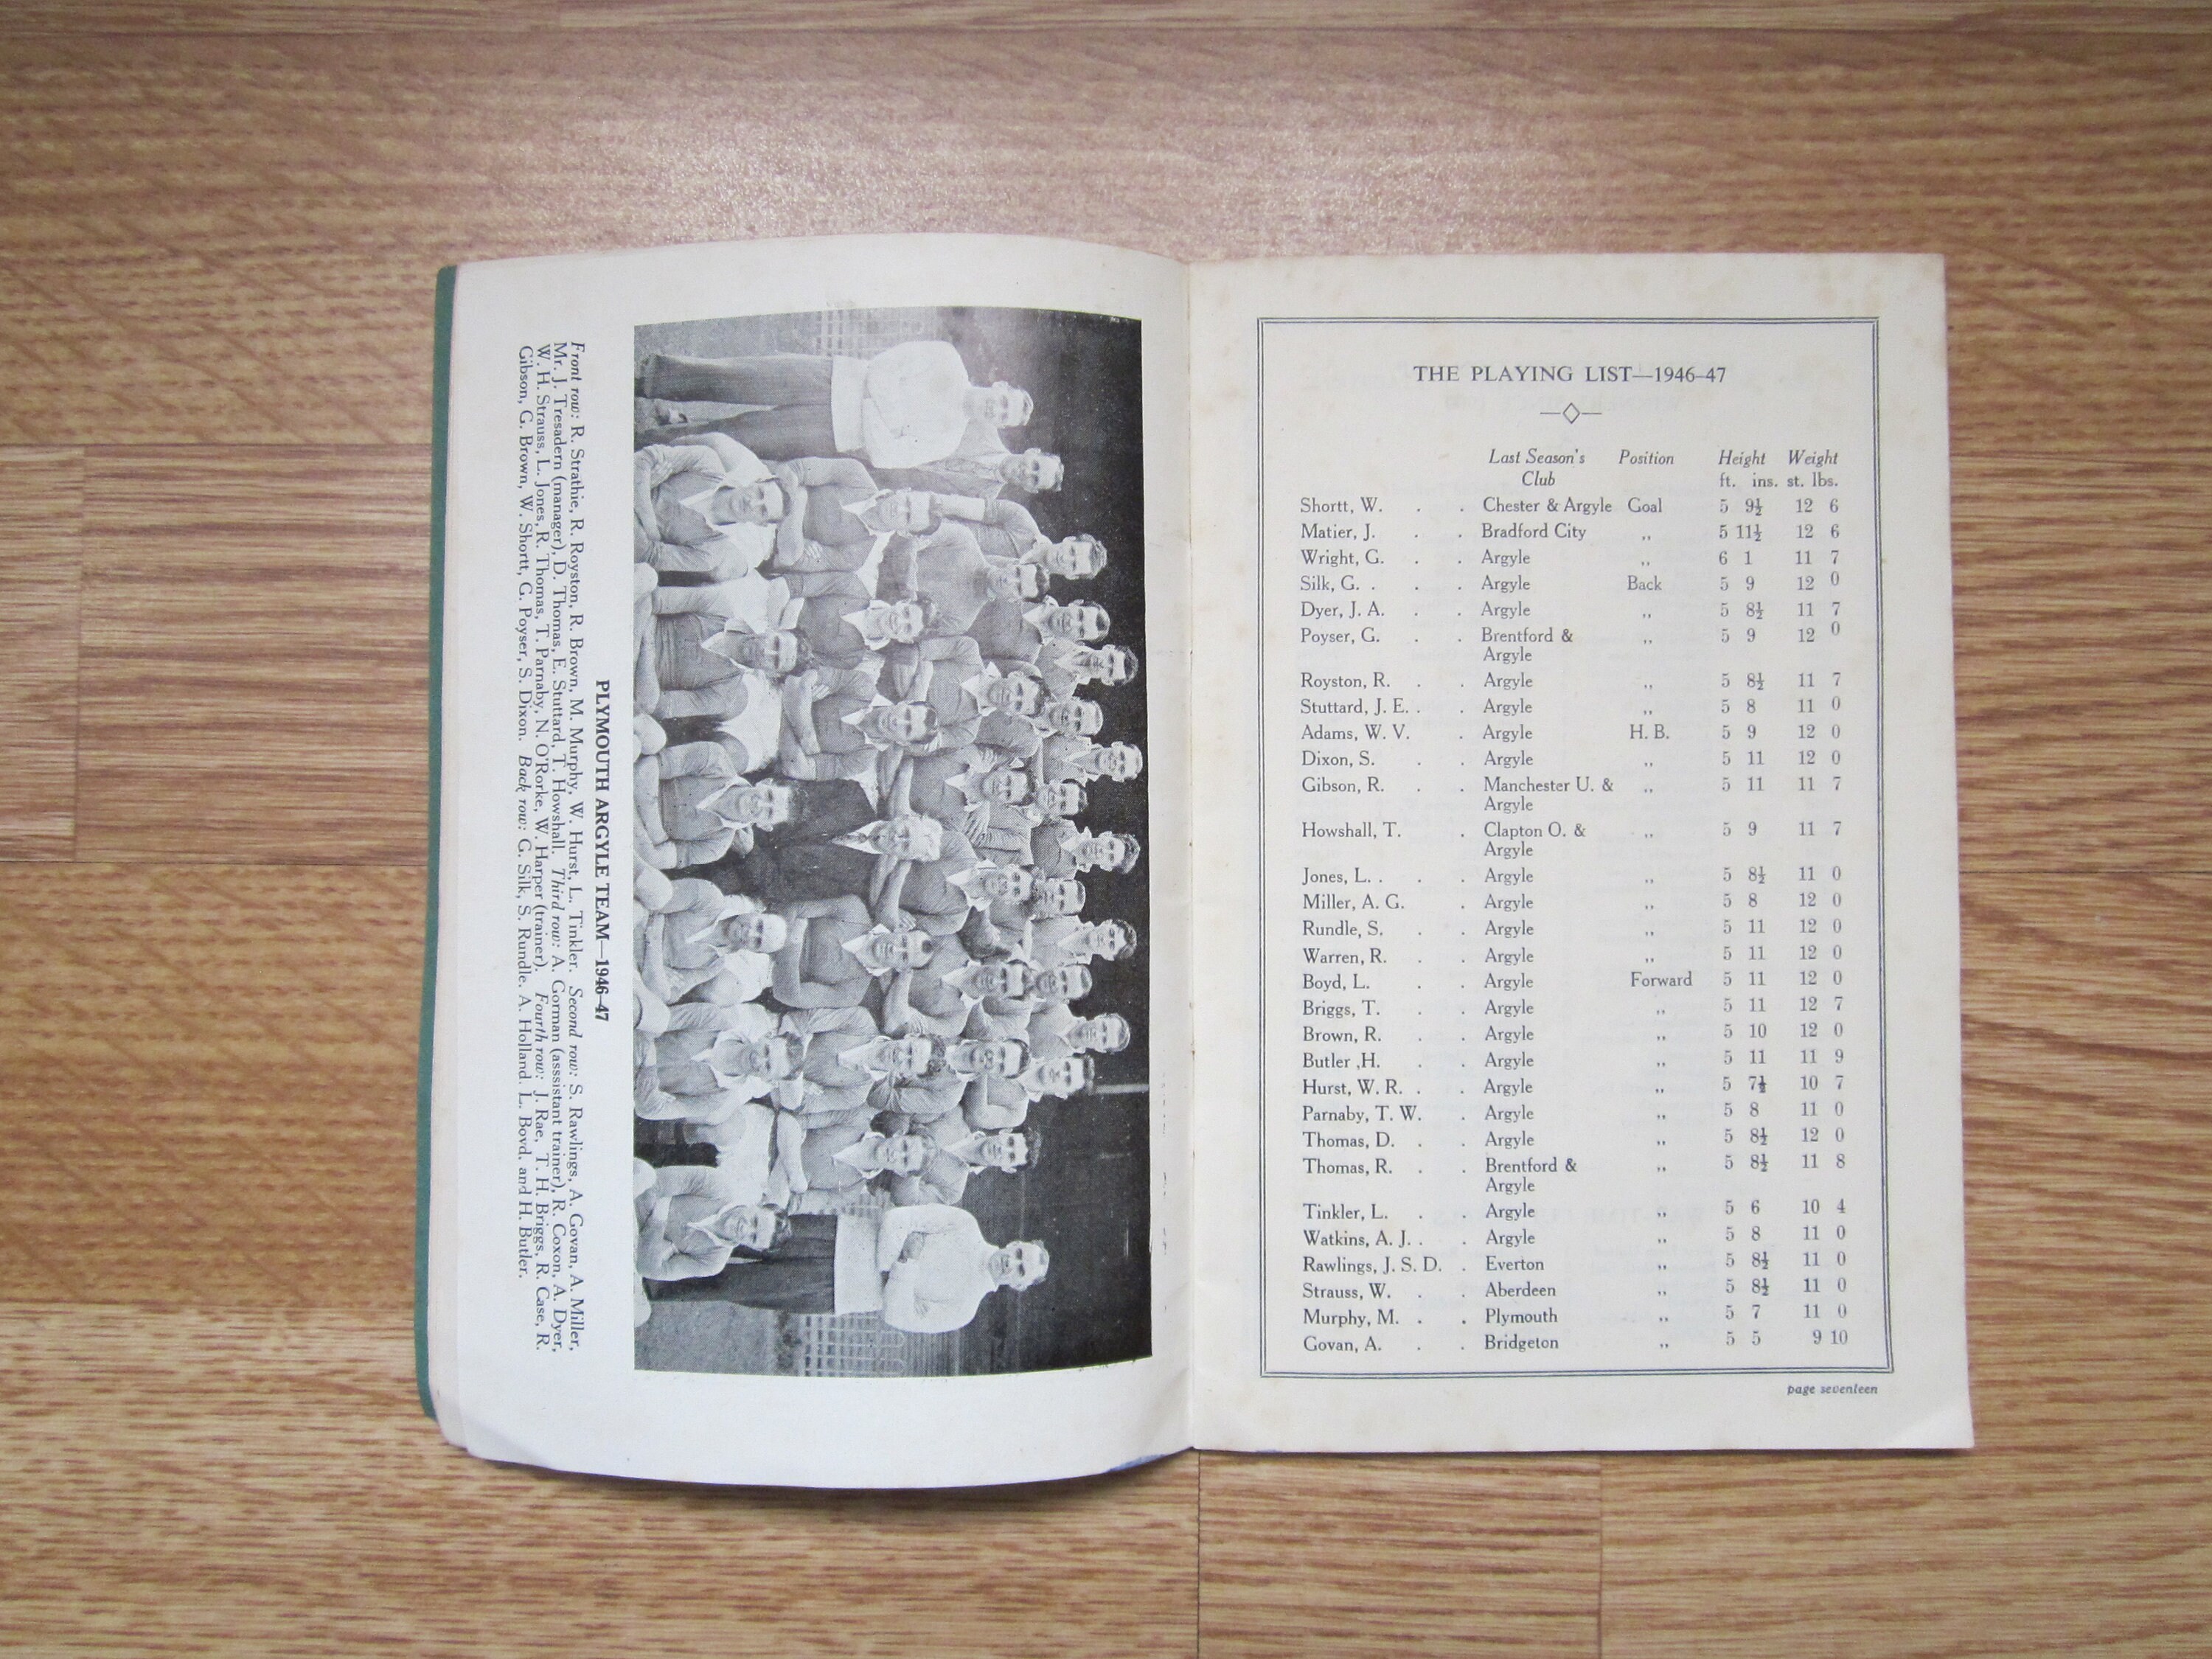 PLYMOUTH ARGYLE TEAM—1946–47
Front row: R. Strathie, R. Royston, R. Brown, M. Murphy, W. Hurst, L. Tinkler. Second row: S. Rawlings, A. Govan, A. Miller,
Mr. J. Tresadern (manager), D. Thomas, E. Stuttard, T. Howshall. Third row: A. Gorman (asssistant trainer), R. Coxon, A. Dyer,
W. H. Strauss, L. Jones, R. Thomas, T. Parnaby, N. O'Rorke, W. Harper (trainer). Fourth row: J. Rae, T. H. Briggs, R. Case, R.
Gibson, G. Brown, W. Shortt, G. Poyser, S. Dixon. Back row: G. Silk, S. Rundle, A. Holland, L. Boyd, and H. Butler.
THE PLAYING LIST—1946–47
Last Season's Position Height Weight
Club ft. ins. st. lbs.
Shortt, W. . . Chester & Argyle Goal 5 9½ 12 6
Matier, J. . . Bradford City ,, 5 11½ 12 6
Wright, G. . . Argyle ,, 6 1 11 7
Silk, G. . . . Argyle Back 5 9 12 0
Dyer, J. A. . . Argyle ,, 5 8½ 11 7
Poyser, G. . . Brentford & ,, 5 9 12 0
Argyle
Royston, R. . . Argyle ,, 5 8½ 11 7
Stuttard, J. E. . . Argyle ,, 5 8 11 0
Adams, W. V. . Argyle H. B. 5 9 12 0
Dixon, S. . . Argyle ,, 5 11 12 0
Gibson, R. . . Manchester U. & ,, 5 11 11 7
Argyle
Howshall, T. . Clapton O. & ,, 5 9 11 7
Argyle
Jones, L. . . . Argyle ,, 5 8½ 11 0
Miller, A. G. . Argyle ,, 5 8 12 0
Rundle, S. . . Argyle ,, 5 11 12 0
Warren, R. . . Argyle ,, 5 11 12 0
Boyd, L. . . Argyle Forward 5 11 12 0
Briggs, T. . . Argyle ,, 5 11 12 7
Brown, R. . . Argyle ,, 5 10 12 0
Butler ,H. . . Argyle ,, 5 11 11 9
Hurst, W. R. . . Argyle ,, 5 7½ 10 7
Parnaby, T. W. . Argyle ,, 5 8 11 0
Thomas, D. . . Argyle ,, 5 8½ 12 0
Thomas, R. . . Brentford & ,, 5 8½ 11 8
Argyle
Tinkler, L. . . Argyle ,, 5 6 10 4
Watkins, A. J. . . Argyle ,, 5 8 11 0
Rawlings, J. S. D. . Everton ,, 5 8½ 11 0
Strauss, W. . . Aberdeen ,, 5 8½ 11 0
Murphy, M. . . Plymouth ,, 5 7 11 0
Govan, A. . . Bridgeton ,, 5 5 9 10
page seventeen